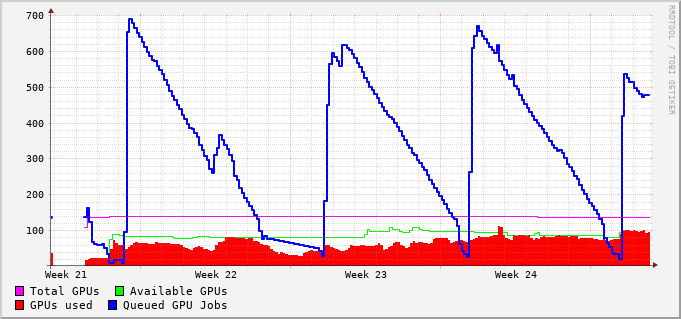 700
600
500
400
300
200
100
Week 21 Week 22 Week 23 Week 24
Total GPUs Available GPUs
GPUs used Queued GPU Jobs
RRDTOOL / TOBI OETIKER